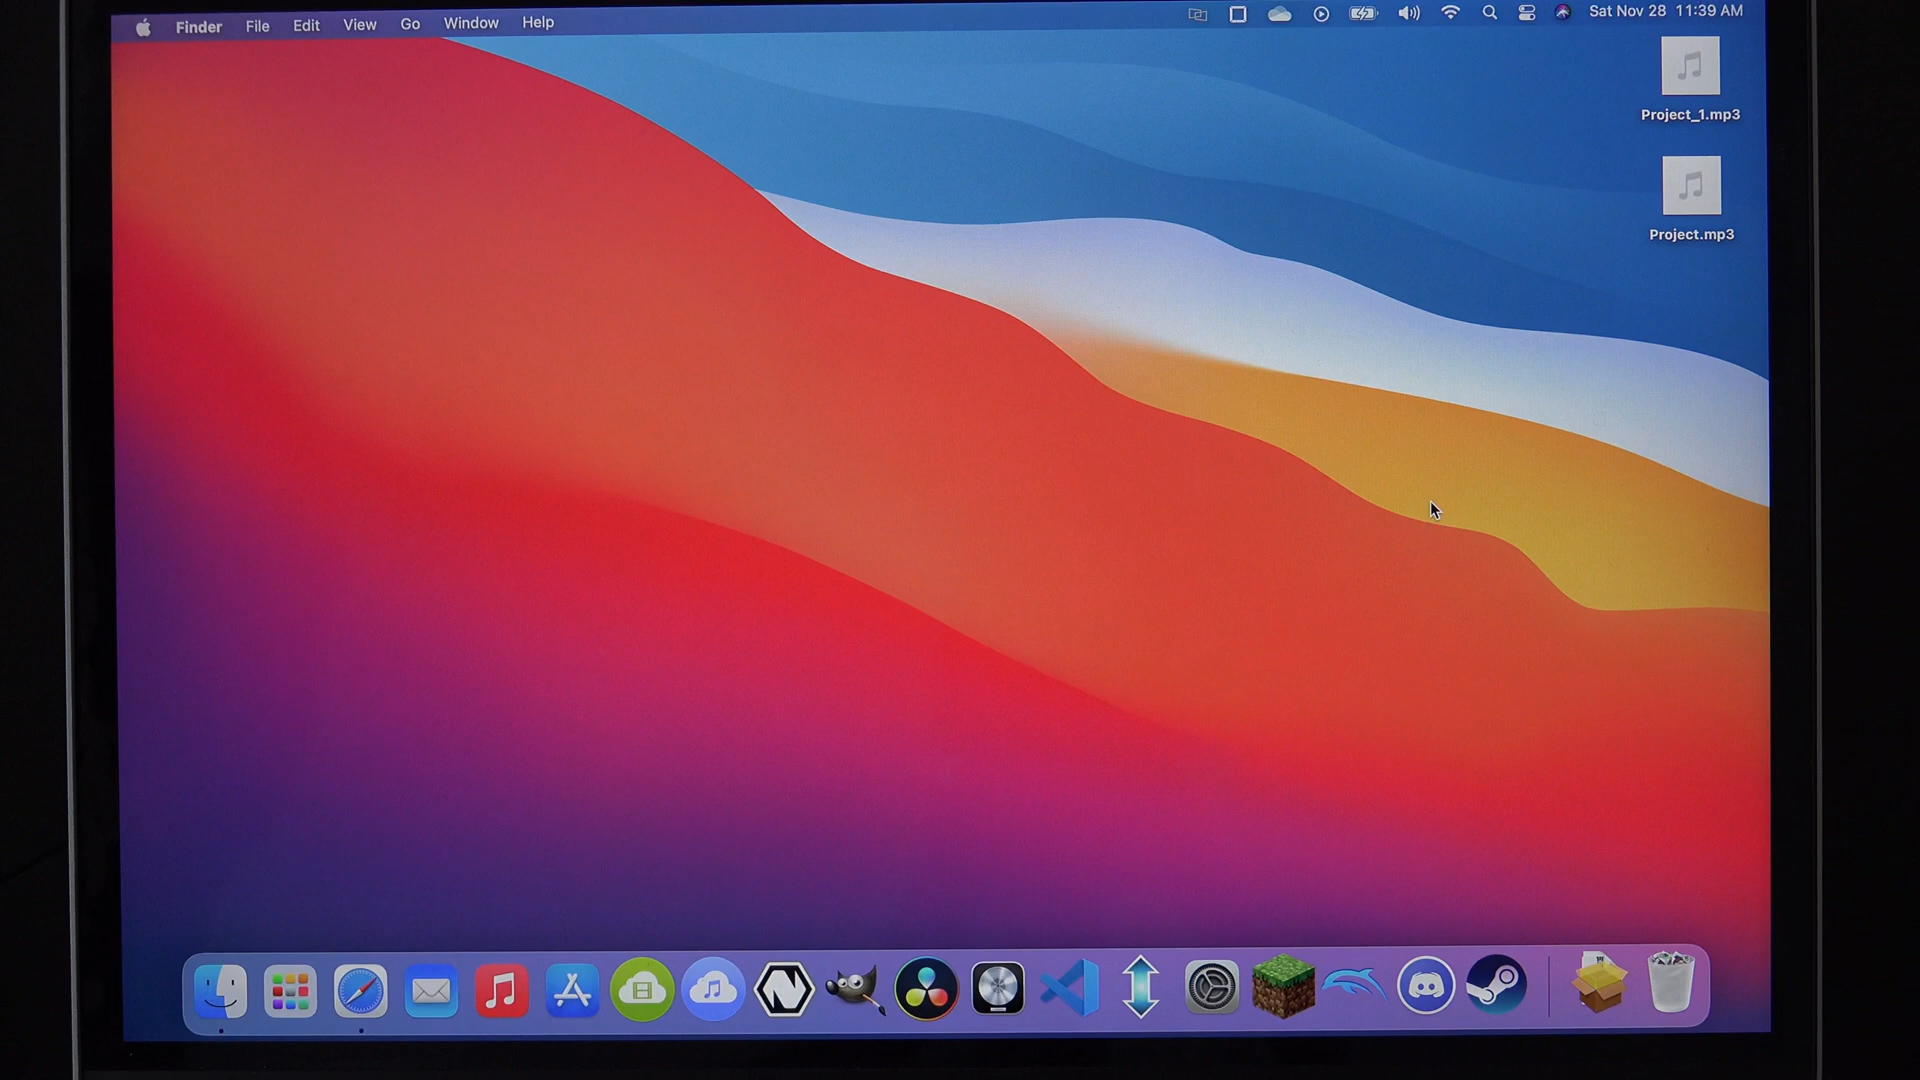 Finder File Edit View Go Window Help Sat Nov 28 11:39 AM
Project_1.mp3
Project.mp3